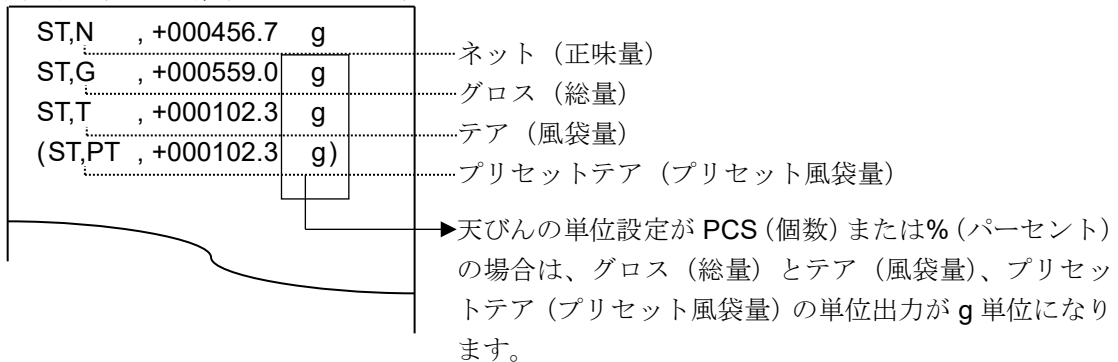 ST,N , +000456.7 g
ネット（正味量）
ST,G , +000559.0 g
グロス（総量）
ST,T , +000102.3 g
テア（風袋量）
(ST,PT , +000102.3 g)
プリセットテア（プリセット風袋量）
天びんの単位設定が PCS（個数）または%（パーセント）
の場合は、グロス（総量）とテア（風袋量）、プリセッ
トテア（プリセット風袋量）の単位出力が g 単位になり
ます。